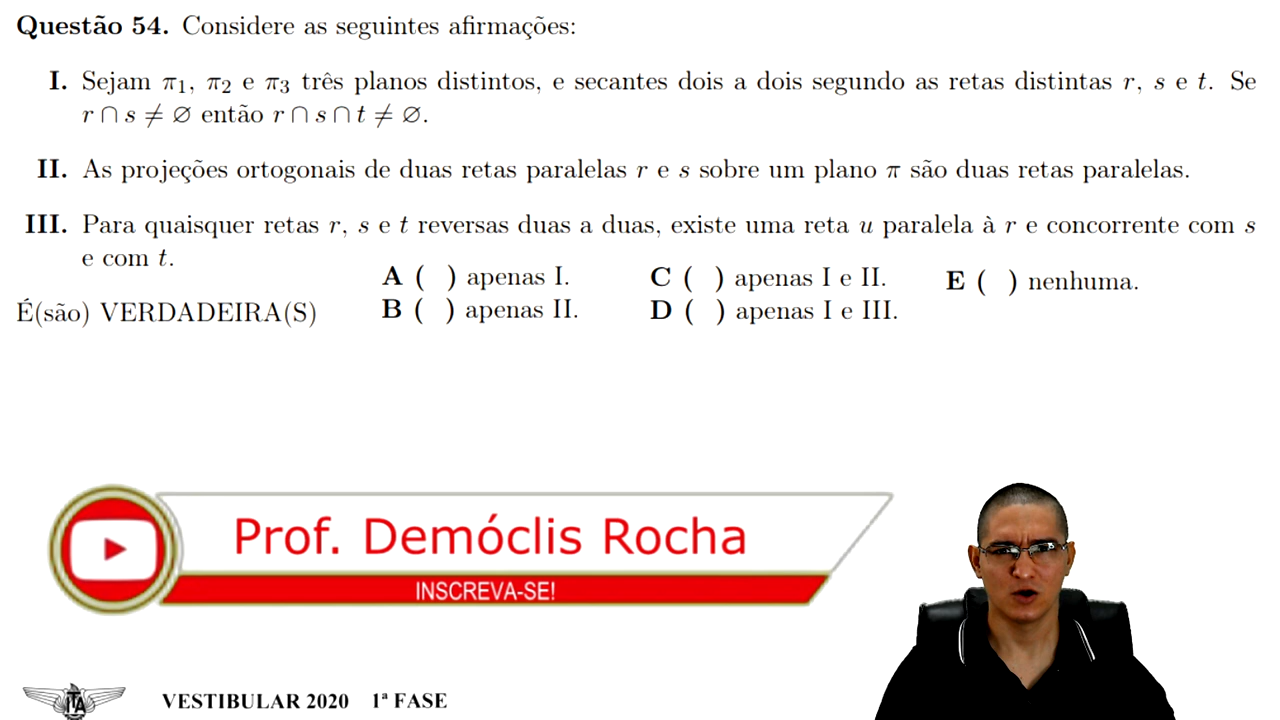 Questão 54. Considere as seguintes afirmações:
I. Sejam π₁, π₂ e π₃ três planos distintos, e secantes dois a dois segundo as retas distintas r, s e t. Se
r ∩ s ≠ ∅ então r ∩ s ∩ t ≠ ∅.
II. As projeções ortogonais de duas retas paralelas r e s sobre um plano π são duas retas paralelas.
III. Para quaisquer retas r, s e t reversas duas a duas, existe uma reta u paralela à r e concorrente com s
e com t.
É(são) VERDADEIRA(S)
A ( ) apenas I.
B ( ) apenas II.
C ( ) apenas I e II.
D ( ) apenas I e III.
E ( ) nenhuma.
Prof. Demóclis Rocha
INSCREVA-SE!
ITA
VESTIBULAR 2020 1ª FASE